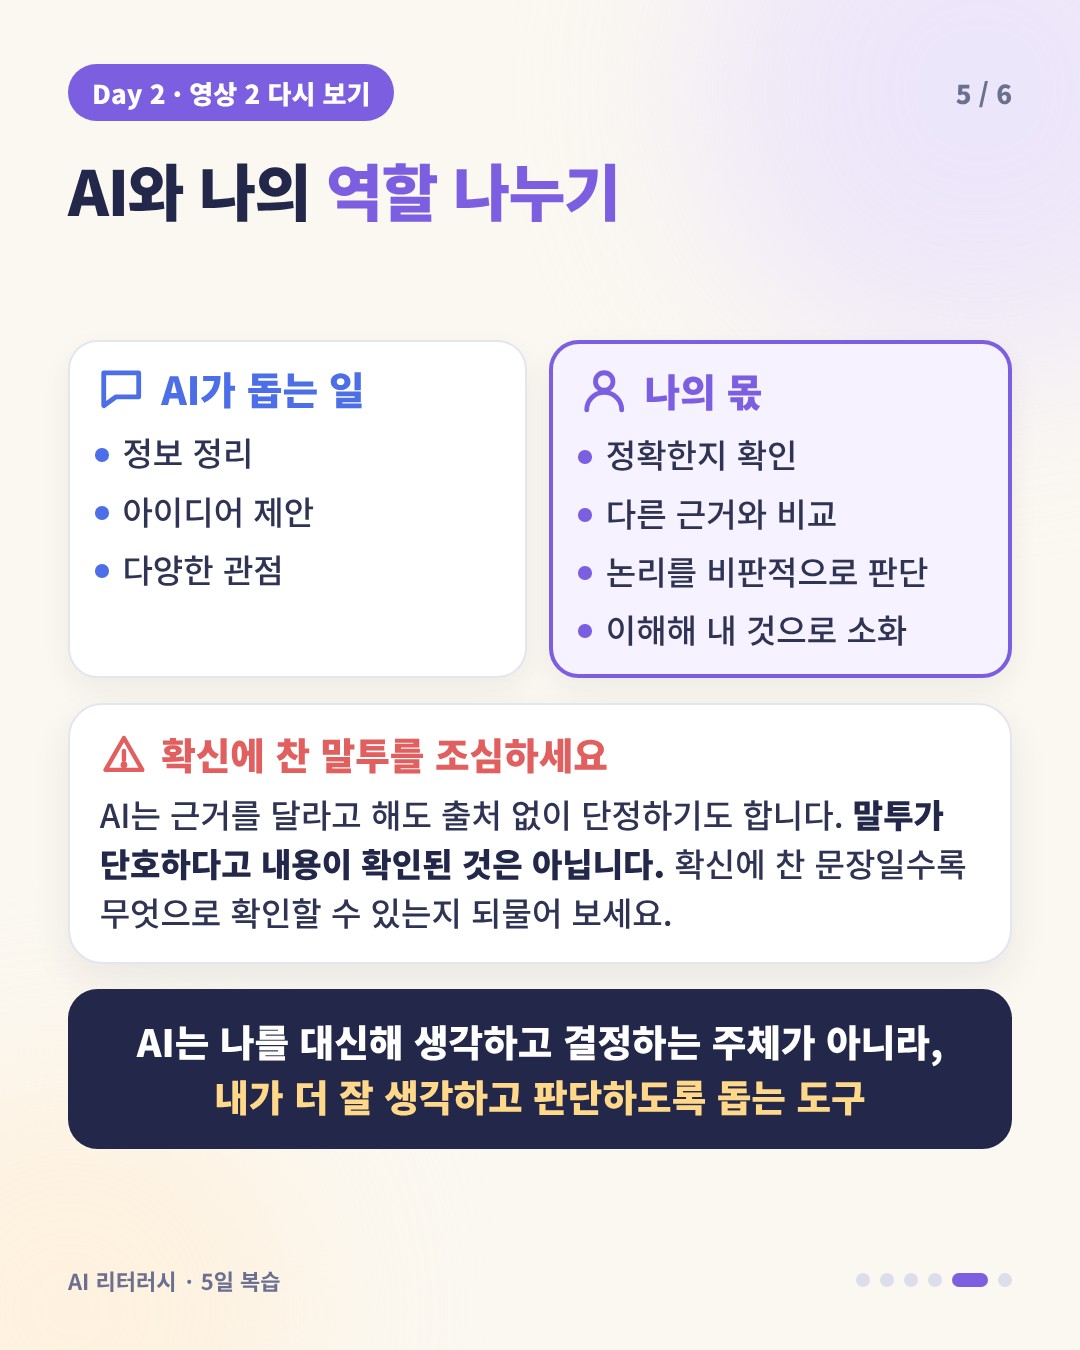 Day 2 · 영상 2 다시 보기
5 / 6
AI와 나의 역할 나누기
AI가 돕는 일
정보 정리
아이디어 제안
다양한 관점
나의 몫
정확한지 확인
다른 근거와 비교
논리를 비판적으로 판단
이해해 내 것으로 소화
확신에 찬 말투를 조심하세요
AI는 근거를 달라고 해도 출처 없이 단정하기도 합니다. 말투가
단호하다고 내용이 확인된 것은 아닙니다. 확신에 찬 문장일수록
무엇으로 확인할 수 있는지 되물어 보세요.
AI는 나를 대신해 생각하고 결정하는 주체가 아니라,
내가 더 잘 생각하고 판단하도록 돕는 도구
AI 리터러시 · 5일 복습